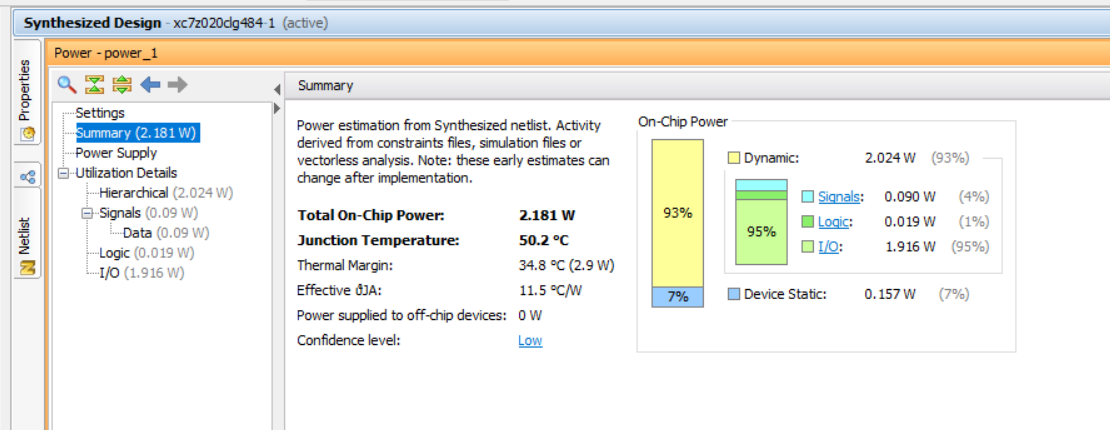 Synthesized Design - xc7z020clg484-1 (active)
Properties
Netlist
Power - power_1
Settings
Summary (2.181 W)
Power Supply
Utilization Details
Hierarchical (2.024 W)
Signals (0.09 W)
Data (0.09 W)
Logic (0.019 W)
I/O (1.916 W)
Summary
Power estimation from Synthesized netlist. Activity
derived from constraints files, simulation files or
vectorless analysis. Note: these early estimates can
change after implementation.
Total On-Chip Power: 2.181 W
Junction Temperature: 50.2 °C
Thermal Margin: 34.8 °C (2.9 W)
Effective ϑJA: 11.5 °C/W
Power supplied to off-chip devices: 0 W
Confidence level: Low
On-Chip Power
93%
7%
Dynamic: 2.024 W (93%)
95%
Signals: 0.090 W (4%)
Logic: 0.019 W (1%)
I/O: 1.916 W (95%)
Device Static: 0.157 W (7%)